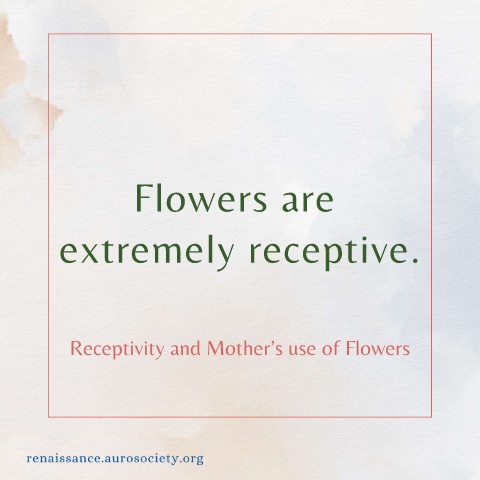 Flowers are
extremely receptive.
Receptivity and Mother’s use of Flowers
renaissance.aurosociety.org